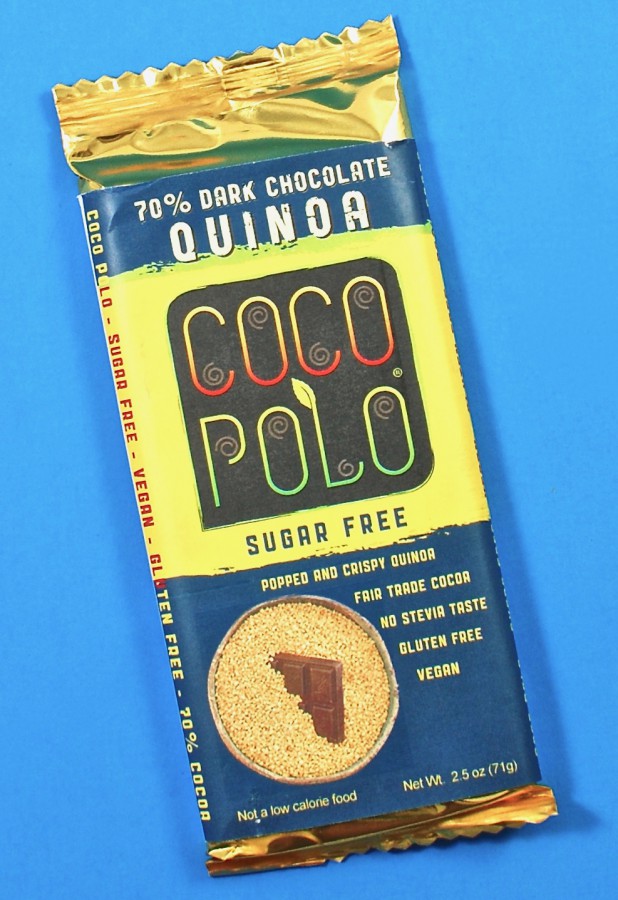 70% DARK CHOCOLATE
QUINOA
COCO
POLO®
SUGAR FREE
POPPED AND CRISPY QUINOA
FAIR TRADE COCOA
NO STEVIA TASTE
GLUTEN FREE
VEGAN
Not a low calorie food
Net Wt. 2.5 oz (71g)
COCO POLO - SUGAR FREE - VEGAN - GLUTEN FREE - 70% COCOA